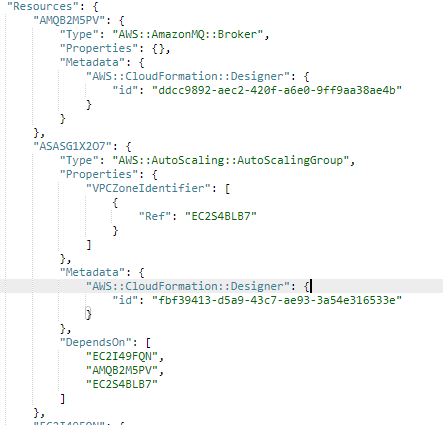 "Resources": {
"AMQB2M5PV": {
"Type": "AWS::AmazonMQ::Broker",
"Properties": {},
"Metadata": {
"AWS::CloudFormation::Designer": {
"id": "ddcc9892-aec2-420f-a6e0-9ff9aa38ae4b"
}
}
},
"ASASG1X2O7": {
"Type": "AWS::AutoScaling::AutoScalingGroup",
"Properties": {
"VPCZoneIdentifier": [
{
"Ref": "EC2S4BLB7"
}
]
},
"Metadata": {
"AWS::CloudFormation::Designer": {
"id": "fbf39413-d5a9-43c7-ae93-3a54e316533e"
}
},
"DependsOn": [
"EC2I49FQN",
"AMQB2M5PV",
"EC2S4BLB7"
]
},
"EC2I49FQN": {